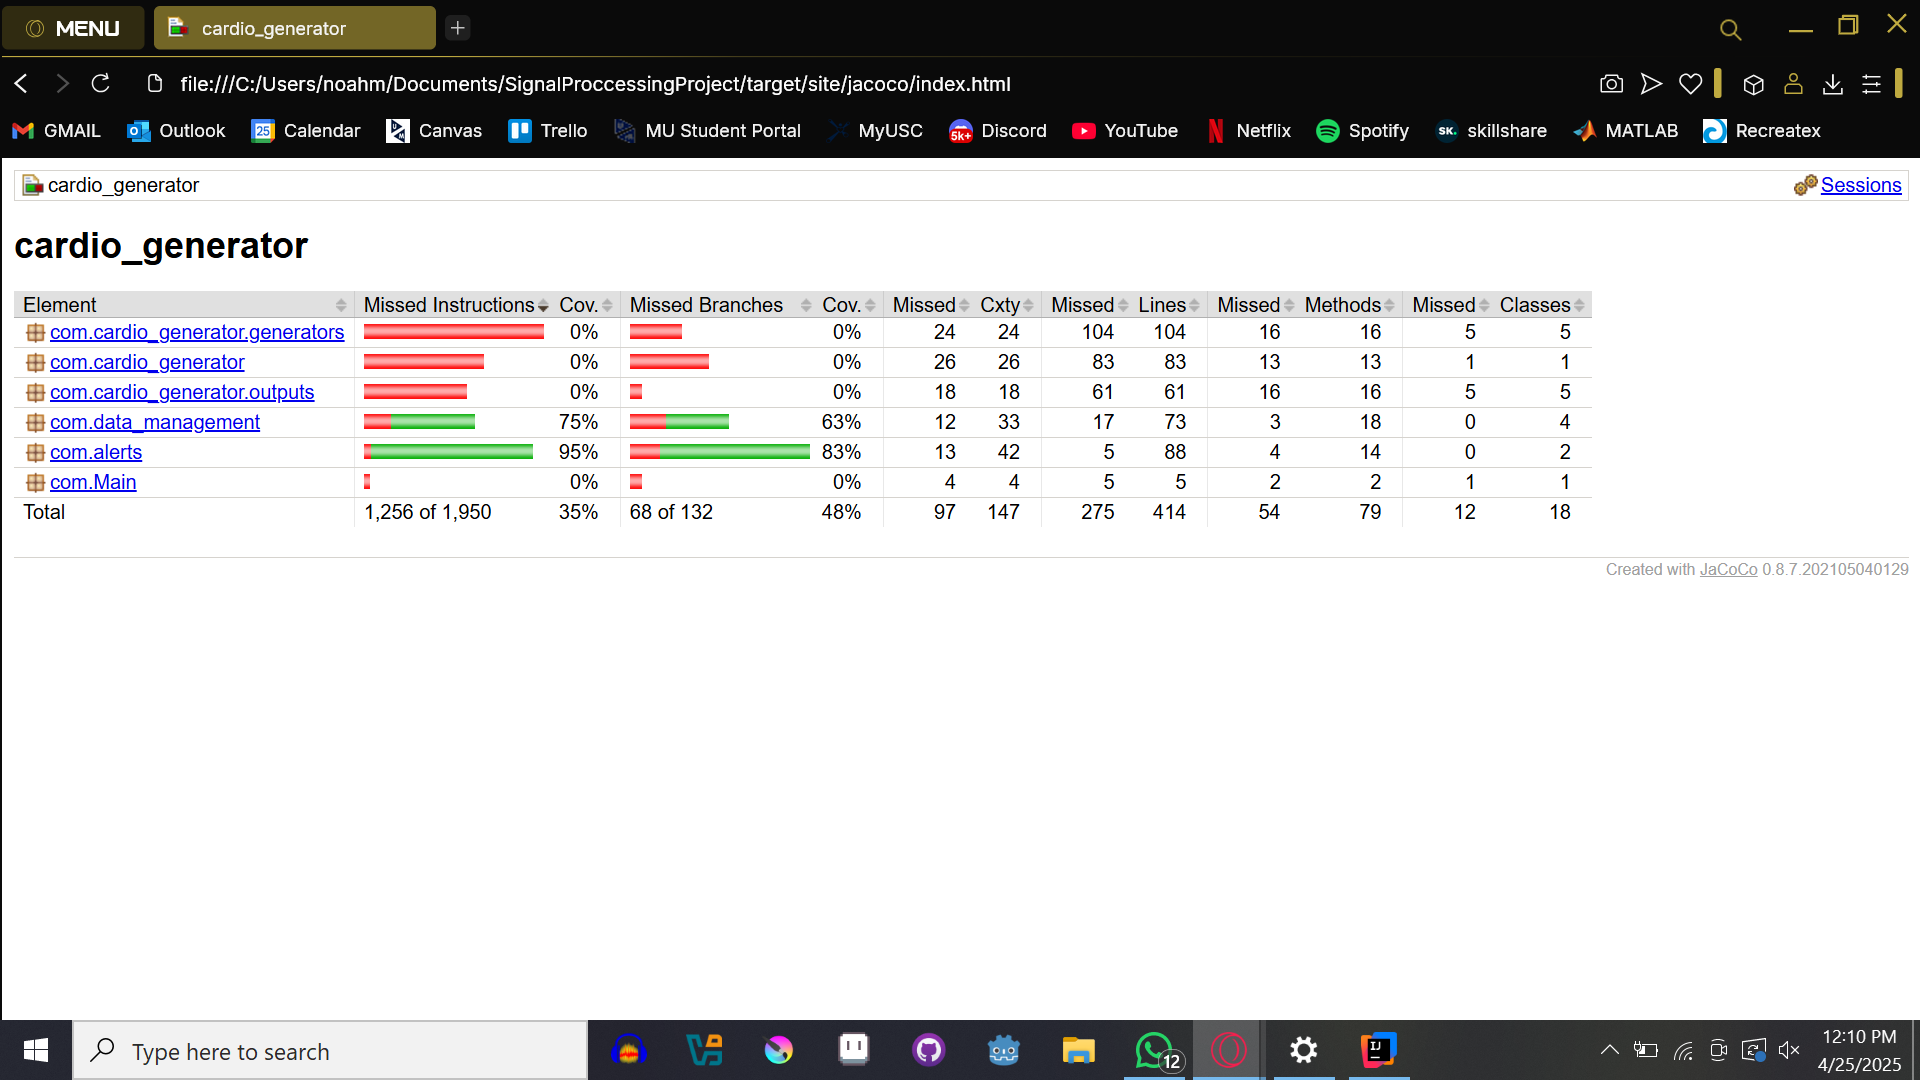 MENU cardio_generator
file:///C:/Users/noahm/Documents/SignalProccessingProject/target/site/jacoco/index.html
GMAIL Outlook 25 Calendar Canvas Trello MU Student Portal MyUSC 5k+ Discord YouTube Netflix Spotify SK. skillshare MATLAB Recreatex
cardio_generator Sessions
cardio_generator
Element Missed Instructions Cov. Missed Branches Cov. Missed Cxty Missed Lines Missed Methods Missed Classes
com.cardio_generator.generators 0% 0% 24 24 104 104 16 16 5 5
com.cardio_generator 0% 0% 26 26 83 83 13 13 1 1
com.cardio_generator.outputs 0% 0% 18 18 61 61 16 16 5 5
com.data_management 75% 63% 12 33 17 73 3 18 0 4
com.alerts 95% 83% 13 42 5 88 4 14 0 2
com.Main 0% 0% 4 4 5 5 2 2 1 1
Total 1,256 of 1,950 35% 68 of 132 48% 97 147 275 414 54 79 12 18
Created with JaCoCo 0.8.7.202105040129
Type here to search 12 IJ 12:10 PM
4/25/2025